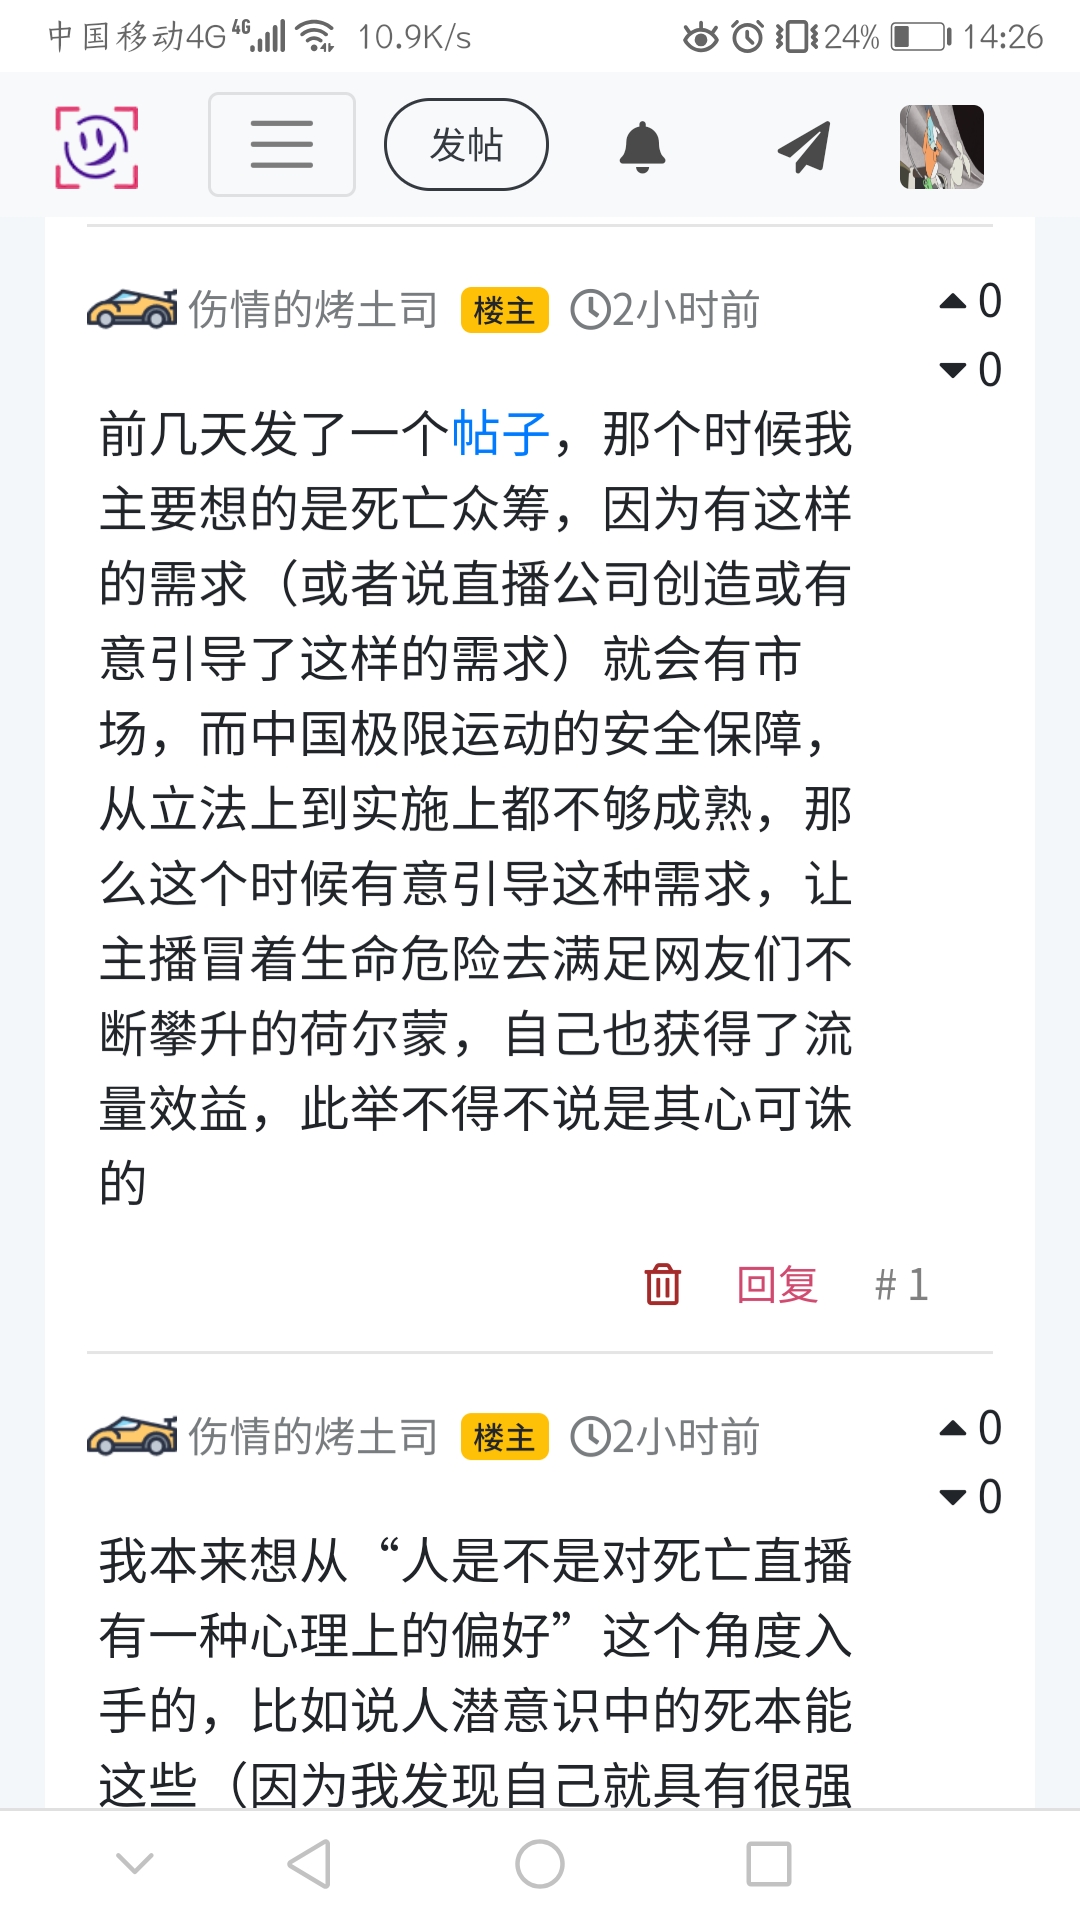 中国移动4G 4G 10.9K/s 24% 14:26
发帖
伤情的烤土司 楼主 2小时前 0
0
前几天发了一个帖子，那个时候我
主要想的是死亡众筹，因为有这样
的需求（或者说直播公司创造或有
意引导了这样的需求）就会有市
场，而中国极限运动的安全保障，
从立法上到实施上都不够成熟，那
么这个时候有意引导这种需求，让
主播冒着生命危险去满足网友们不
断攀升的荷尔蒙，自己也获得了流
量效益，此举不得不说是其心可诛
的
回复 # 1
伤情的烤土司 楼主 2小时前 0
0
我本来想从“人是不是对死亡直播
有一种心理上的偏好”这个角度入
手的，比如说人潜意识中的死本能
这些（因为我发现自己就具有很强